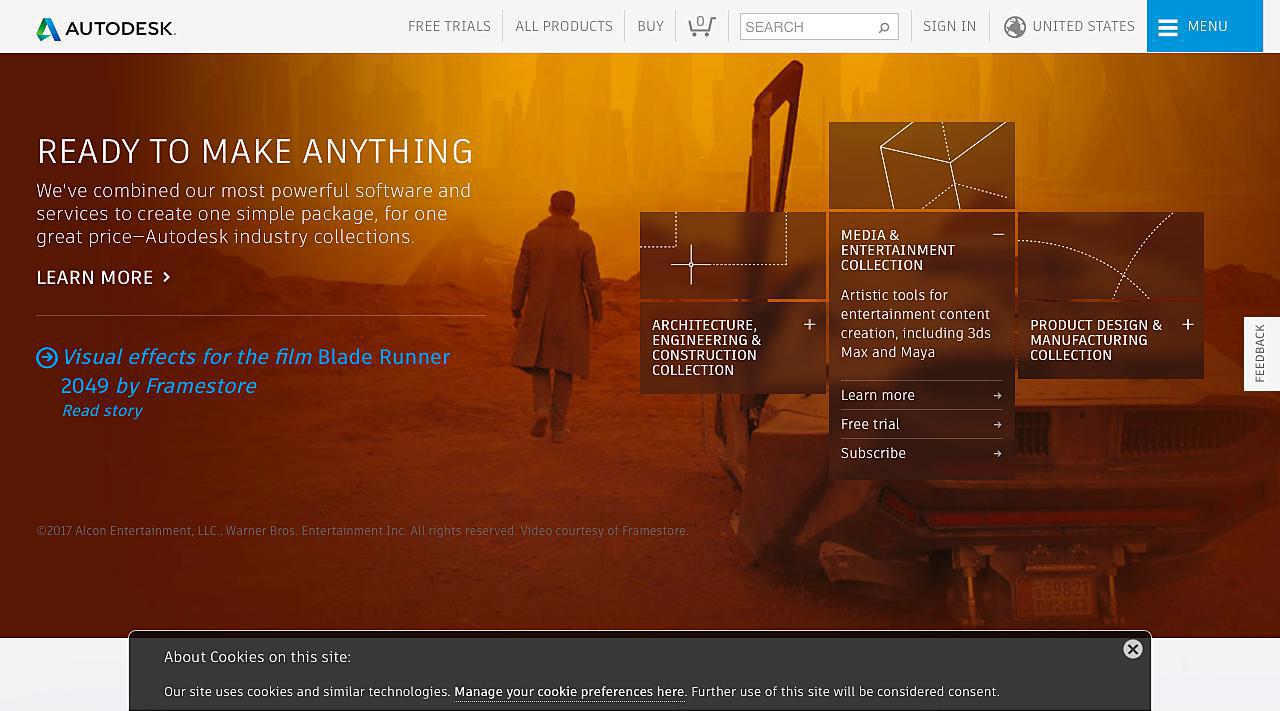 AUTODESK.
FREE TRIALS
ALL PRODUCTS
BUY
0
SEARCH
SIGN IN
UNITED STATES
MENU
READY TO MAKE ANYTHING
We've combined our most powerful software and
services to create one simple package, for one
great price—Autodesk industry collections.
LEARN MORE
Visual effects for the film Blade Runner
2049 by Framestore
Read story
ARCHITECTURE,
ENGINEERING &
CONSTRUCTION
COLLECTION
MEDIA &
ENTERTAINMENT
COLLECTION
Artistic tools for
entertainment content
creation, including 3ds
Max and Maya
Learn more
Free trial
Subscribe
PRODUCT DESIGN &
MANUFACTURING
COLLECTION
FEEDBACK
©2017 Alcon Entertainment, LLC., Warner Bros. Entertainment Inc. All rights reserved. Video courtesy of Framestore.
About Cookies on this site:
Our site uses cookies and similar technologies. Manage your cookie preferences here. Further use of this site will be considered consent.